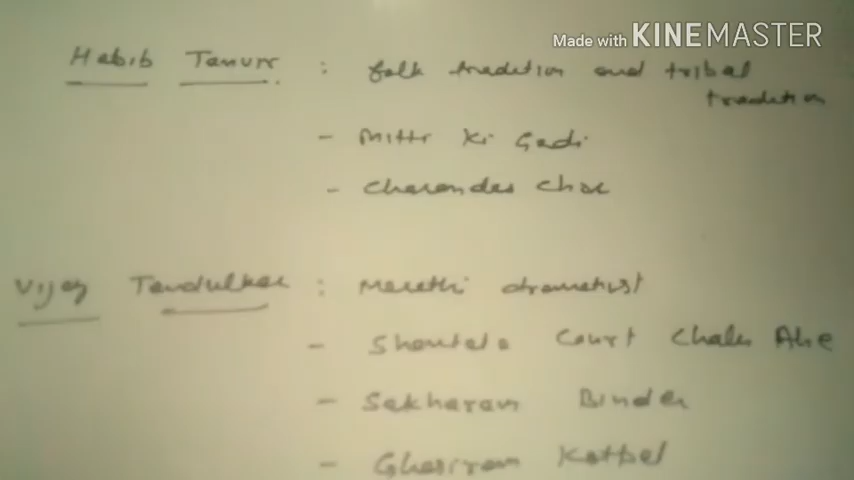 Made with KINEMASTER
Habib Tanvir : folk tradition and tribal
tradition
- Mitti Ki Gadi
- Charandas Chor
Vijay Tendulkar : Marathi dramatist
- Shantata Court Chalu Ahe
- Sakharam Binder
- Ghasiram Kotwal